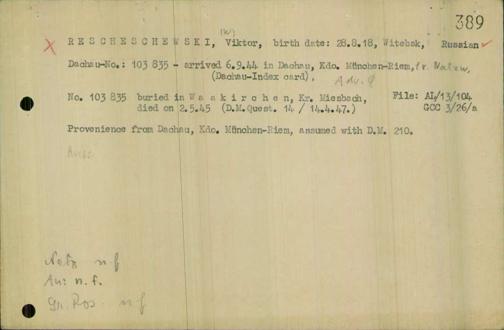 389
(W)
RESCHESCHEWSKI, Viktor, birth date: 28.8.18, Witebsk, Russian
Dachau-No.: 103 835 - arrived 6.9.44 in Dachau, Kdo. München-Riem, fr. Natzw,
(Dachau-Index card).
No. 103 835 buried in Waakirchen, Kr. Miesbach, File: AL/13/104
died on 2.5.45 (D.M.Quest. 14 / 14.4.47.) GCC 3/26/a
Provenience from Dachau, Kdo. München-Riem, assumed with D.M. 210.
Natz n f
Au: n. f.
Gr. Ros. n f